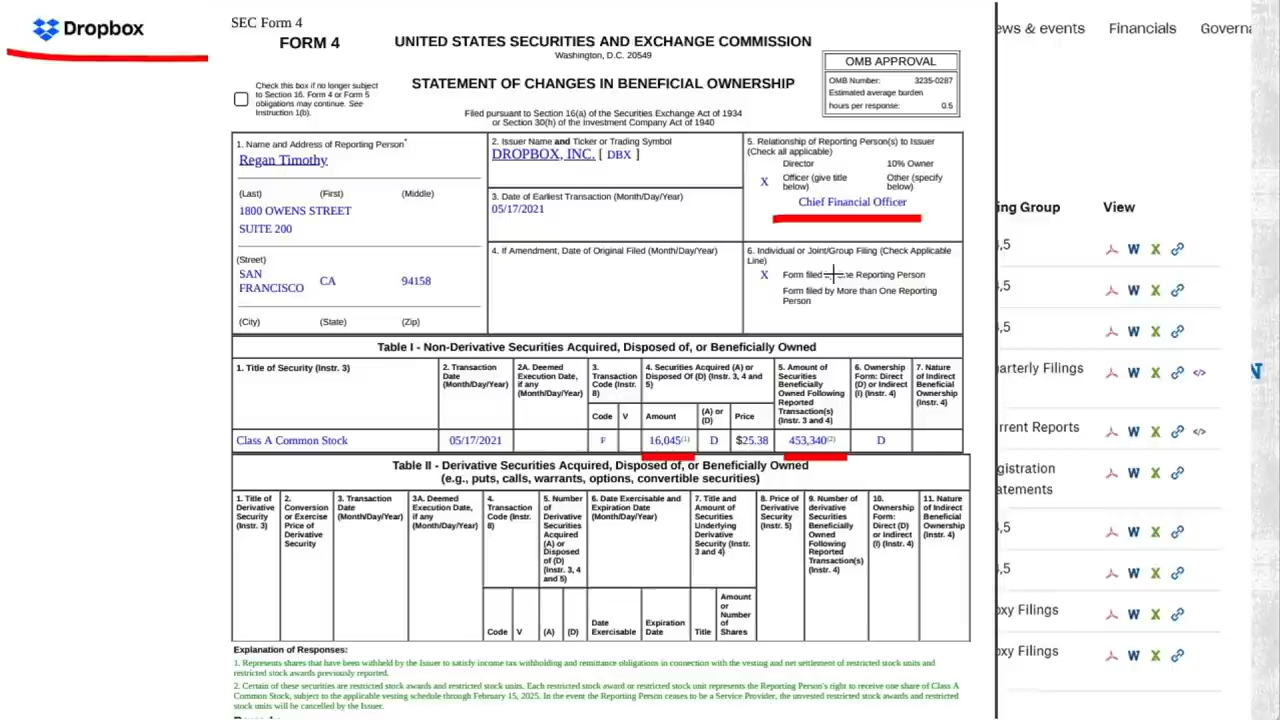 Dropbox
SEC Form 4
FORM 4
UNITED STATES SECURITIES AND EXCHANGE COMMISSION
Washington, D.C. 20549
STATEMENT OF CHANGES IN BENEFICIAL OWNERSHIP
Filed pursuant to Section 16(a) of the Securities Exchange Act of 1934
or Section 30(h) of the Investment Company Act of 1940
Check this box if no longer subject
to Section 16. Form 4 or Form 5
obligations may continue. See
Instruction 1(b).
OMB APPROVAL
OMB Number: 3235-0287
Estimated average burden
hours per response: 0.5
ews & events Financials Governa
1. Name and Address of Reporting Person*
Regan Timothy
(Last) (First) (Middle)
1800 OWENS STREET
SUITE 200
(Street)
SAN
FRANCISCO CA 94158
(City) (State) (Zip)
2. Issuer Name and Ticker or Trading Symbol
DROPBOX, INC. [ DBX ]
3. Date of Earliest Transaction (Month/Day/Year)
05/17/2021
4. If Amendment, Date of Original Filed (Month/Day/Year)
5. Relationship of Reporting Person(s) to Issuer
(Check all applicable)
Director 10% Owner
X Officer (give title below) Other (specify below)
Chief Financial Officer
6. Individual or Joint/Group Filing (Check Applicable
Line)
X Form filed ne Reporting Person
Form filed by More than One Reporting
Person
Table I - Non-Derivative Securities Acquired, Disposed of, or Beneficially Owned
1. Title of Security (Instr. 3)
2. Transaction
Date
(Month/Day/Year)
2A. Deemed
Execution Date,
if any
(Month/Day/Year)
3.
Transaction
Code (Instr.
8)
4. Securities Acquired (A) or
Disposed Of (D) (Instr. 3, 4 and
5)
5. Amount of
Securities
Beneficially
Owned Following
Reported
Transaction(s)
(Instr. 3 and 4)
6. Ownership
Form: Direct
(D) or Indirect
(I) (Instr. 4)
7. Nature
of Indirect
Beneficial
Ownership
(Instr. 4)
Code V Amount (A) or (D) Price
Class A Common Stock 05/17/2021 F 16,045(1) D $25.38 453,340(2) D
Table II - Derivative Securities Acquired, Disposed of, or Beneficially Owned
(e.g., puts, calls, warrants, options, convertible securities)
1. Title of
Derivative
Security
(Instr. 3)
2.
Conversion
or Exercise
Price of
Derivative
Security
3. Transaction
Date
(Month/Day/Year)
3A. Deemed
Execution Date,
if any
(Month/Day/Year)
4.
Transaction
Code (Instr.
8)
5. Number
of
Derivative
Securities
Acquired
(A) or
Disposed
of (D)
(Instr. 3, 4
and 5)
6. Date Exercisable and
Expiration Date
(Month/Day/Year)
7. Title and
Amount of
Securities
Underlying
Derivative
Security (Instr.
3 and 4)
8. Price of
Derivative
Security
(Instr. 5)
9. Number of
derivative
Securities
Beneficially
Owned
Following
Reported
Transaction(s)
(Instr. 4)
10.
Ownership
Form:
Direct (D)
or Indirect
(I) (Instr. 4)
11. Nature
of Indirect
Beneficial
Ownership
(Instr. 4)
Code V (A) (D)
Date
Exercisable
Expiration
Date
Title
Amount
or
Number
of
Shares
Explanation of Responses:
1. Represents shares that have been withheld by the Issuer to satisfy income tax withholding and remittance obligations in connection with the vesting and net settlement of restricted stock units and
restricted stock awards previously reported.
2. Certain of these securities are restricted stock awards and restricted stock units. Each restricted stock award or restricted stock unit represents the Reporting Person's right to receive one share of Class A
Common Stock, subject to the applicable vesting schedule through February 15, 2025. In the event the Reporting Person ceases to be a Service Provider, the unvested restricted stock awards and restricted
stock units will be cancelled by the Issuer.
ing Group View
,5
,5
,5
arterly Filings
rrent Reports
gistration
atements
,5
,5
oxy Filings
oxy Filings